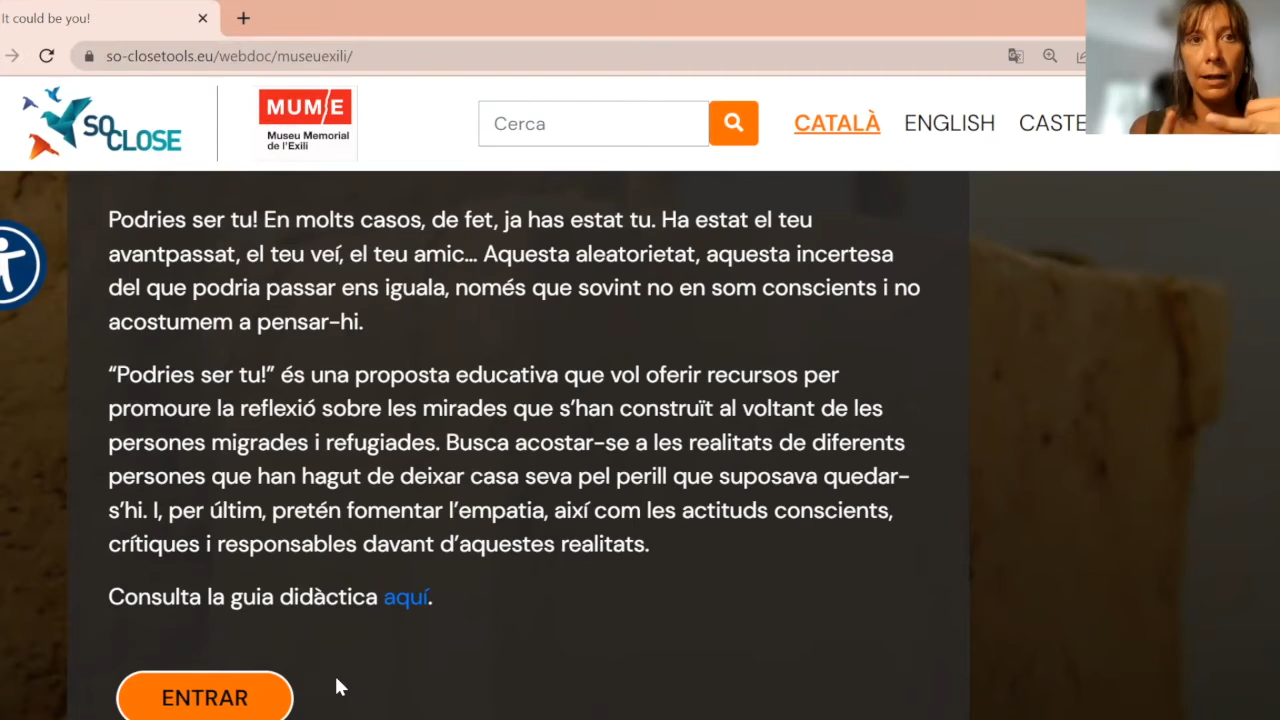 It could be you!
so-closetools.eu/webdoc/museuexili/
SO
CLOSE
MUM/E
Museu Memorial
de l'Exili
Cerca
CATALÀ
ENGLISH
CASTE
Podries ser tu! En molts casos, de fet, ja has estat tu. Ha estat el teu
avantpassat, el teu veí, el teu amic... Aquesta aleatorietat, aquesta incertesa
del que podria passar ens iguala, només que sovint no en som conscients i no
acostumem a pensar-hi.
“Podries ser tu!” és una proposta educativa que vol oferir recursos per
promoure la reflexió sobre les mirades que s’han construït al voltant de les
persones migrades i refugiades. Busca acostar-se a les realitats de diferents
persones que han hagut de deixar casa seva pel perill que suposava quedar-
s’hi. I, per últim, pretén fomentar l’empatia, així com les actituds conscients,
crítiques i responsables davant d’aquestes realitats.
Consulta la guia didàctica aquí.
ENTRAR